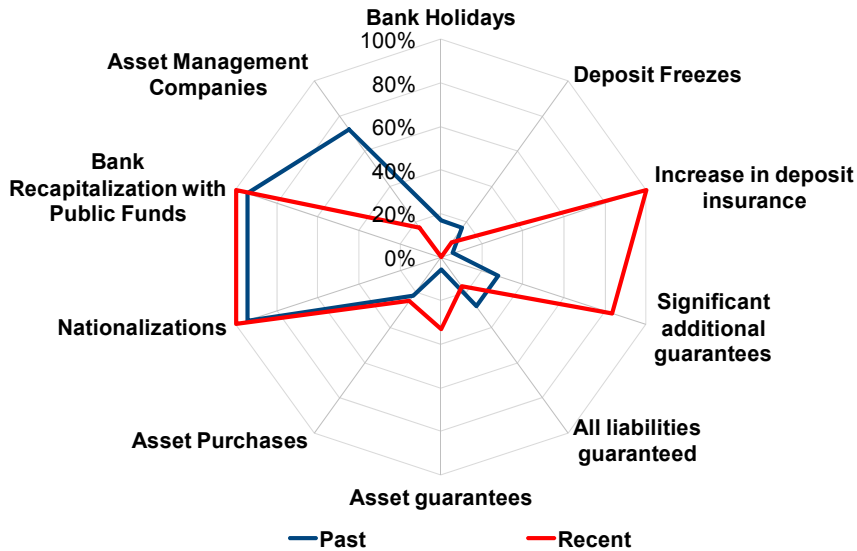 Bank Holidays
100%
80%
60%
40%
20%
0%
Deposit Freezes
Increase in deposit
insurance
Significant
additional
guarantees
All liabilities
guaranteed
Asset guarantees
Asset Purchases
Nationalizations
Bank
Recapitalization with
Public Funds
Asset Management
Companies
Past
Recent